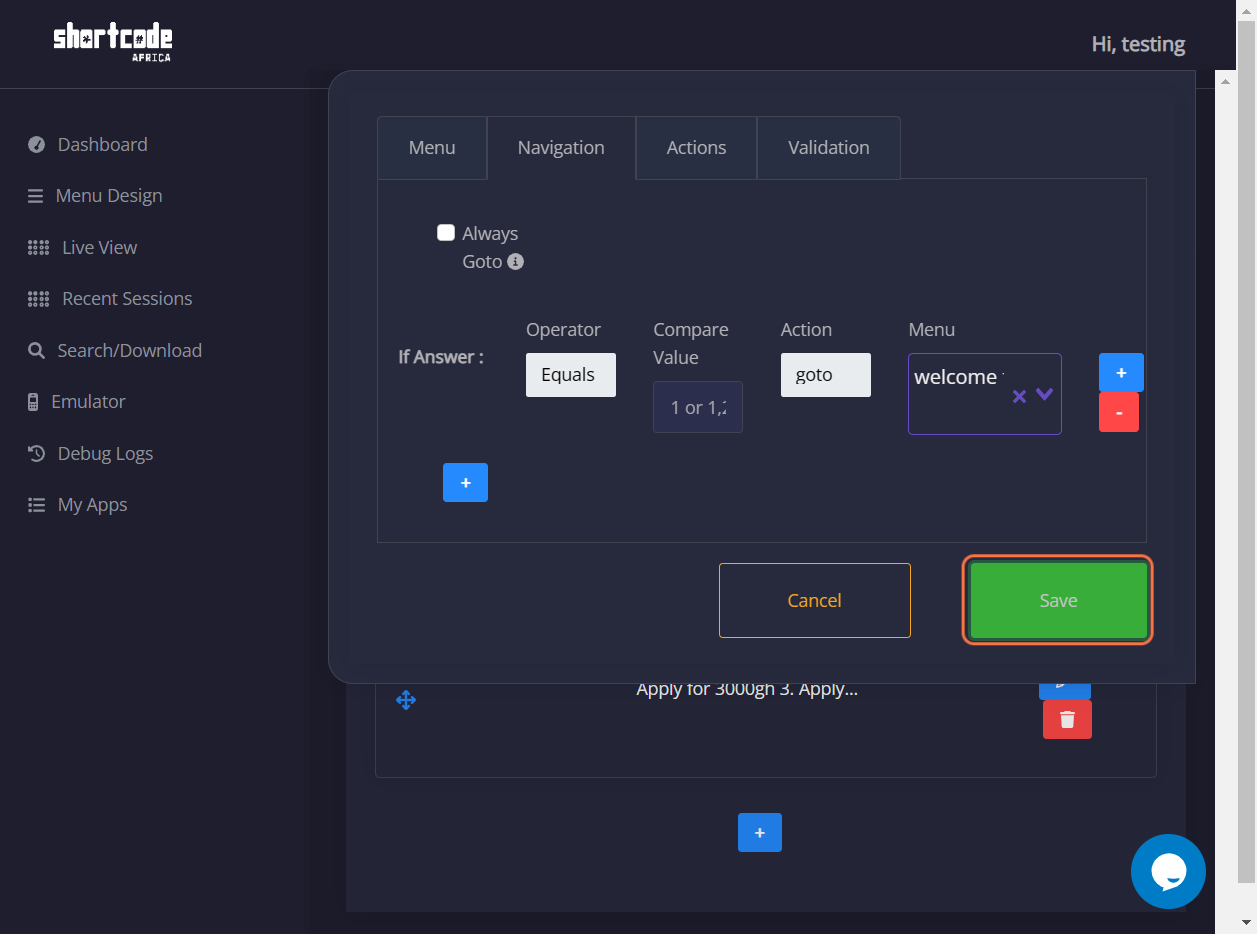 shortcode
AFRICA
Hi, testing
Dashboard
Menu Design
Live View
Recent Sessions
Search/Download
Emulator
Debug Logs
My Apps
Menu Navigation Actions Validation
Always
Goto
If Answer :
Operator
Equals
Compare
Value
1 or 1,2
Action
goto
Menu
welcome
+
-
+
Cancel
Save
Apply for 3000gh 3. Apply...
+